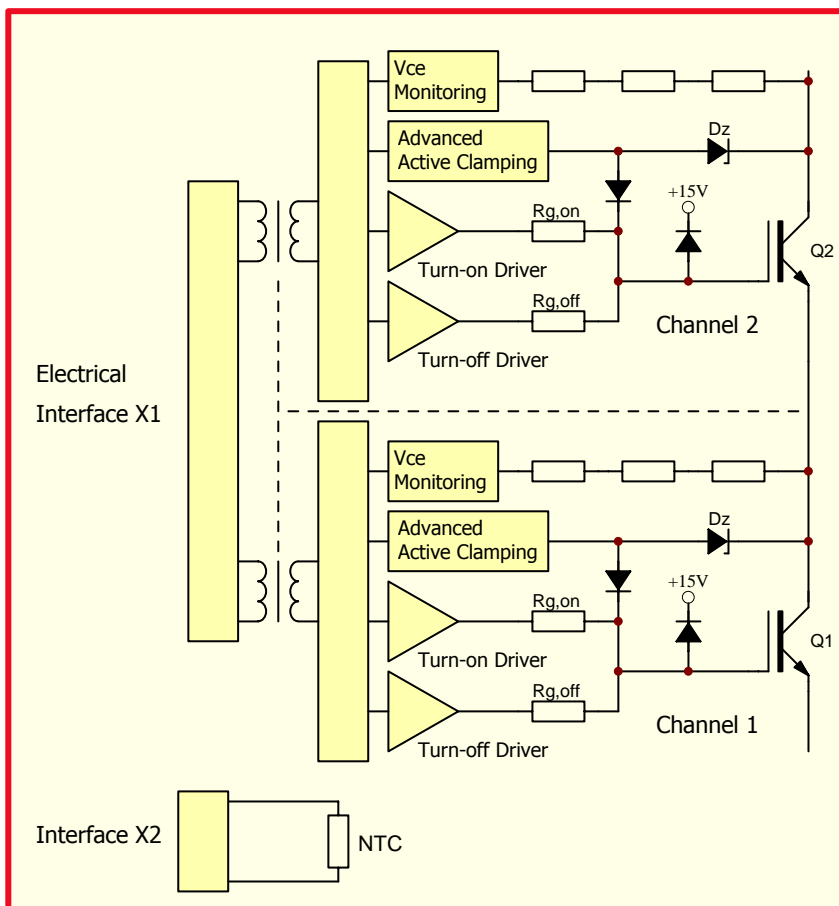 Vce
Monitoring
Advanced
Active Clamping
Dz
+15V
Rg,on
Q2
Turn-on Driver
Rg,off
Channel 2
Turn-off Driver
Electrical
Interface X1
Vce
Monitoring
Advanced
Active Clamping
Dz
+15V
Rg,on
Q1
Turn-on Driver
Rg,off
Channel 1
Turn-off Driver
Interface X2
NTC